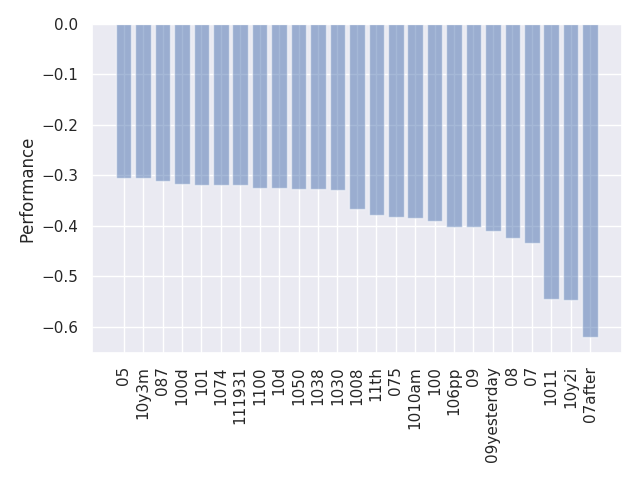 0.0
−0.1
−0.2
−0.3
−0.4
−0.5
−0.6
Performance
05
10y3m
087
100d
101
1074
111931
1100
10d
1050
1038
1030
1008
11th
075
1010am
100
106pp
09
09yesterday
08
07
1011
10y2i
07after